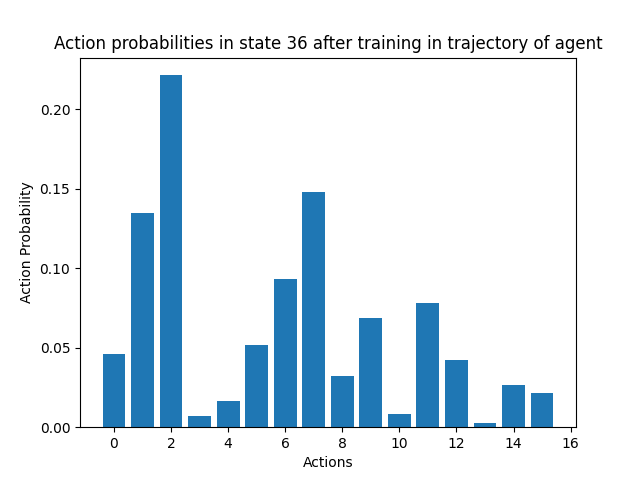 Action probabilities in state 36 after training in trajectory of agent
Action Probability
0.20
0.15
0.10
0.05
0.00
0 2 4 6 8 10 12 14 16
Actions